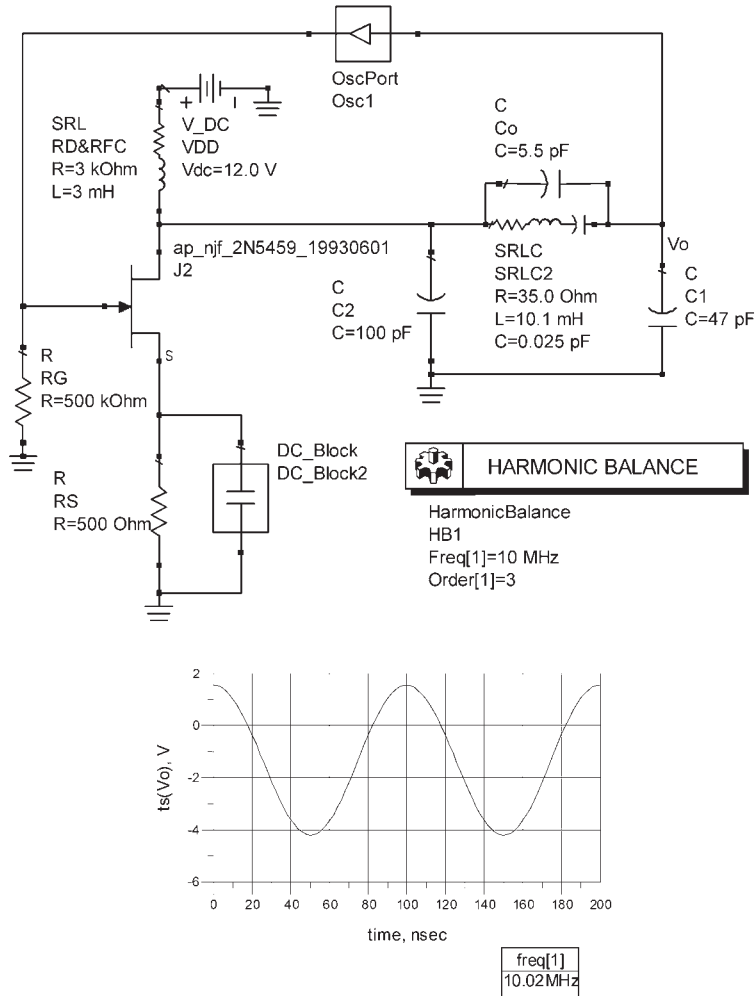 OscPort
Osc1
SRL
RD&RFC
R=3 kOhm
L=3 mH
+
−
V_DC
VDD
Vdc=12.0 V
C
Co
C=5.5 pF
ap_njf_2N5459_19930601
J2
S
C
C2
C=100 pF
SRLC
SRLC2
R=35.0 Ohm
L=10.1 mH
C=0.025 pF
Vo
C
C1
C=47 pF
R
RG
R=500 kOhm
R
RS
R=500 Ohm
DC_Block
DC_Block2
HARMONIC BALANCE
HarmonicBalance
HB1
Freq[1]=10 MHz
Order[1]=3
ts(Vo), V
2
0
-2
-4
-6
0 20 40 60 80 100 120 140 160 180 200
time, nsec
freq[1]
10.02MHz